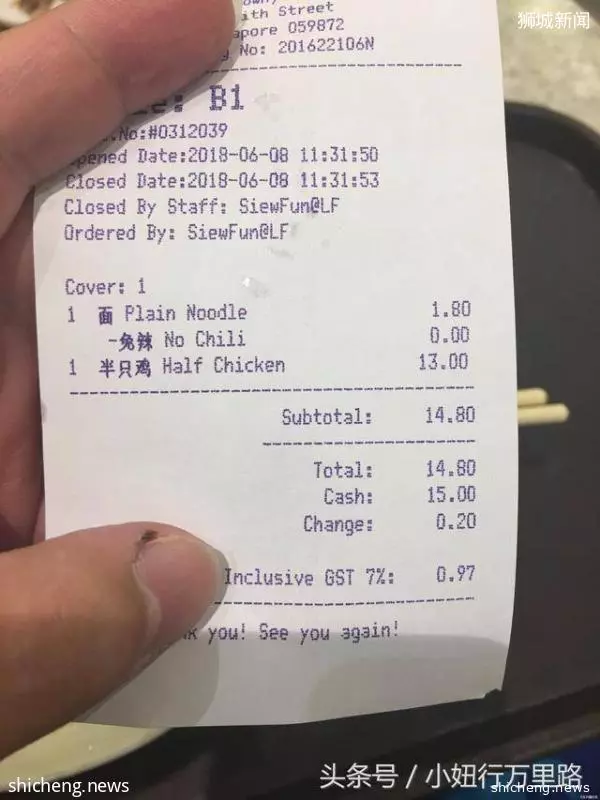 狮城新闻
ith Street
apore 059872
No: 201622106N
B1
No:#0312039
Opened Date:2018-06-08 11:31:50
Closed Date:2018-06-08 11:31:53
Closed By Staff: SiewFun@LF
Ordered By: SiewFun@LF
Cover: 1
1 面 Plain Noodle 1.80
-免辣 No Chili 0.00
1 半只鸡 Half Chicken 13.00
Subtotal: 14.80
Total: 14.80
Cash: 15.00
Change: 0.20
Inclusive GST 7%: 0.97
you! See you again!
头条号 / 小妞行万里路
shicheng.news
shicheng.news